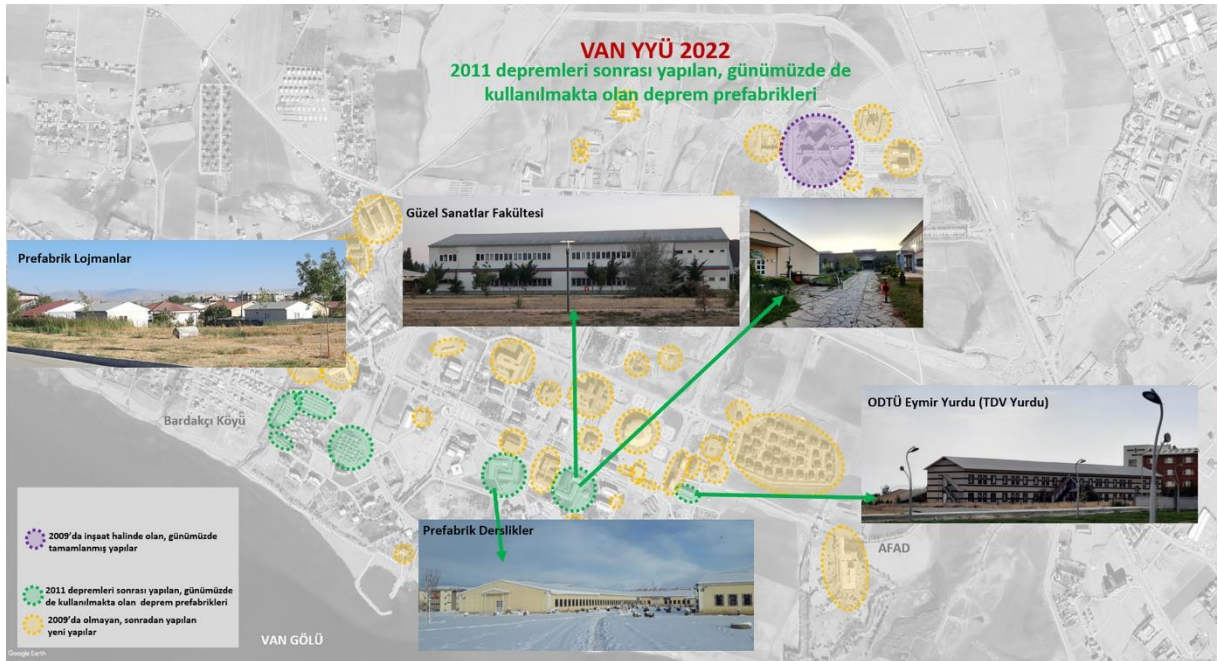 VAN YYÜ 2022
2011 depremleri sonrası yapılan, günümüzde de
kullanılmakta olan deprem prefabrikleri
Güzel Sanatlar Fakültesi
Prefabrik Lojmanlar
ODTÜ Eymir Yurdu (TDV Yurdu)
Bardakçı Köyü
Prefabrik Derslikler
AFAD
2009'da inşaat halinde olan, günümüzde
tamamlanmış yapılar
2011 depremleri sonrası yapılan, günümüzde
de kullanılmakta olan deprem prefabrikleri
2009'da olmayan, sonradan yapılan
yeni yapılar
VAN GÖLÜ
Google Earth